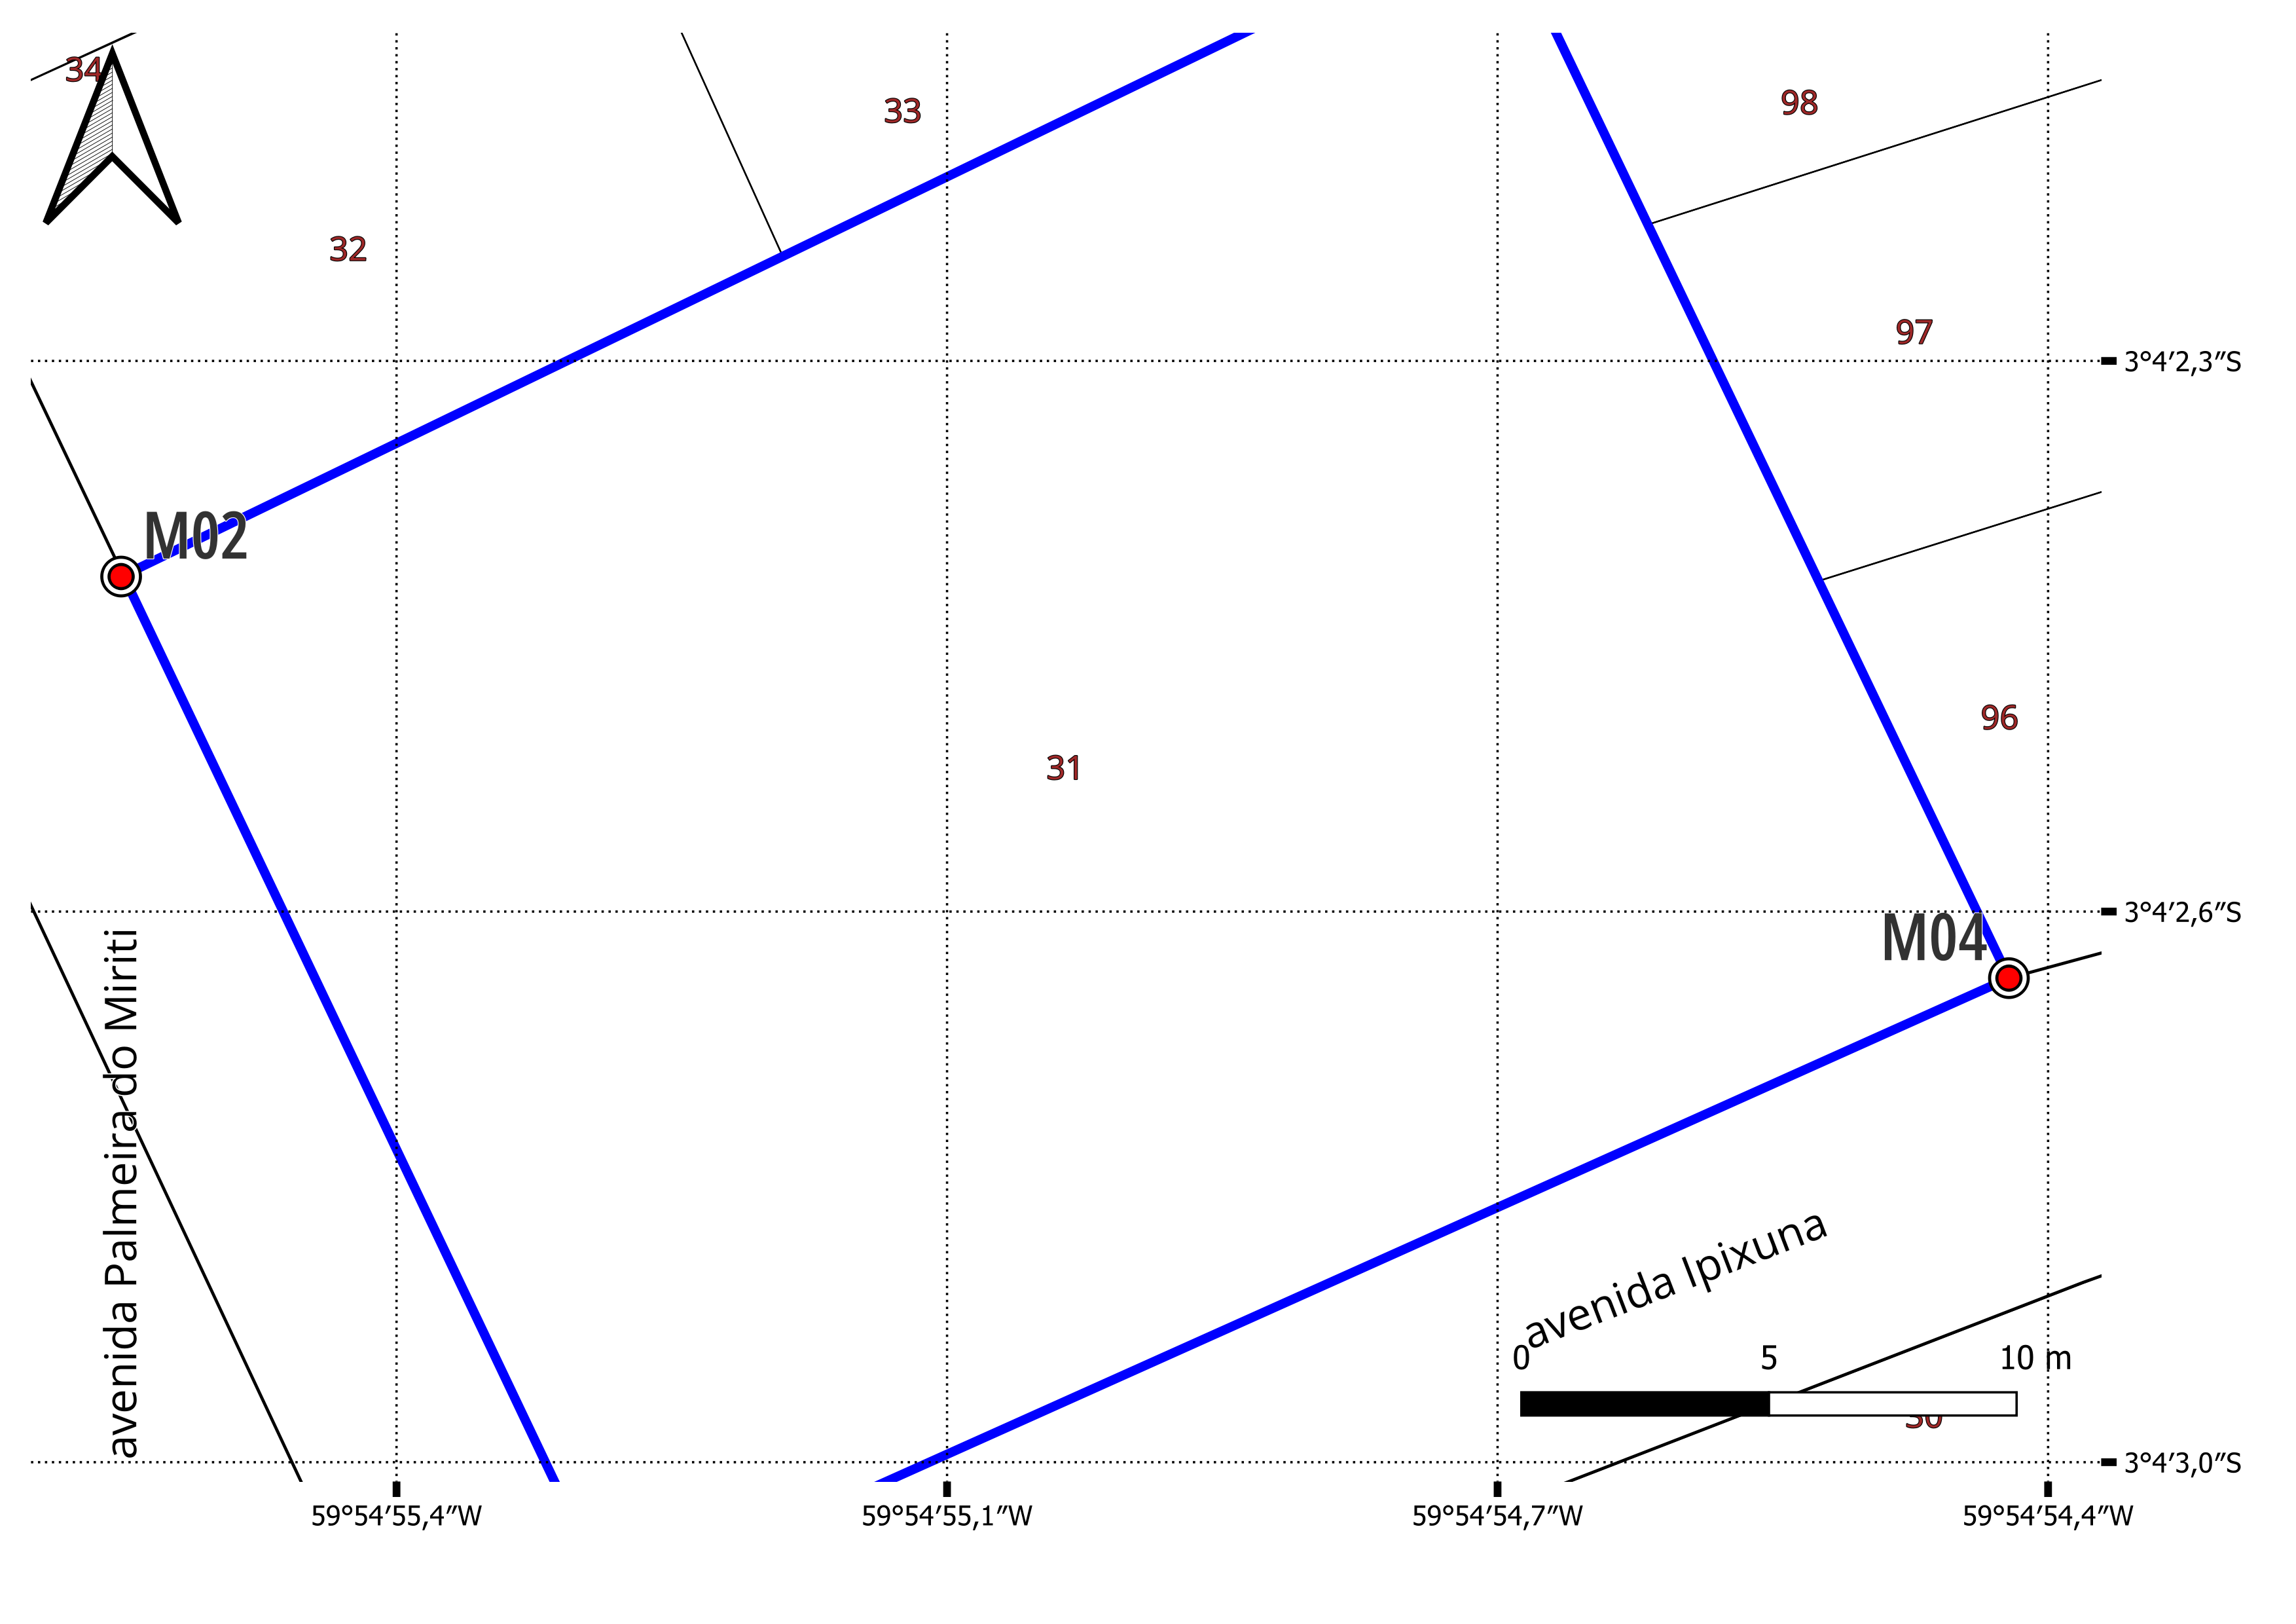 34
33
98
32
97
3°4′2,3″S
M02
96
31
3°4′2,6″S
M04
avenida Palmeira do Miriti
avenida Ipixuna
0 5 10 m
30
3°4′3,0″S
59°54′55,4″W 59°54′55,1″W 59°54′54,7″W 59°54′54,4″W